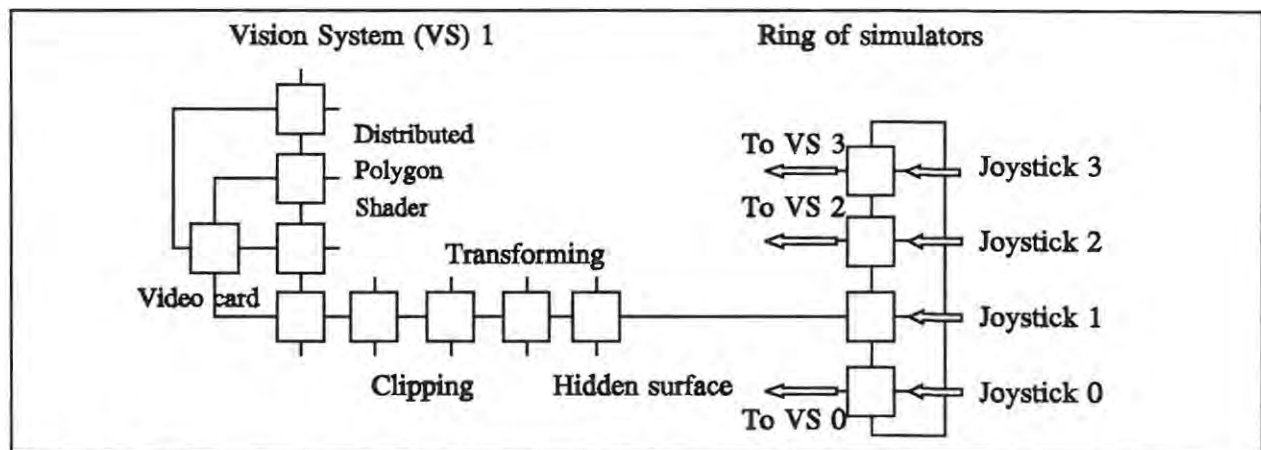 Vision System (VS) 1
Ring of simulators
Distributed
Polygon
Shader
Transforming
Video card
Clipping
Hidden surface
To VS 3
Joystick 3
To VS 2
Joystick 2
Joystick 1
Joystick 0
To VS 0